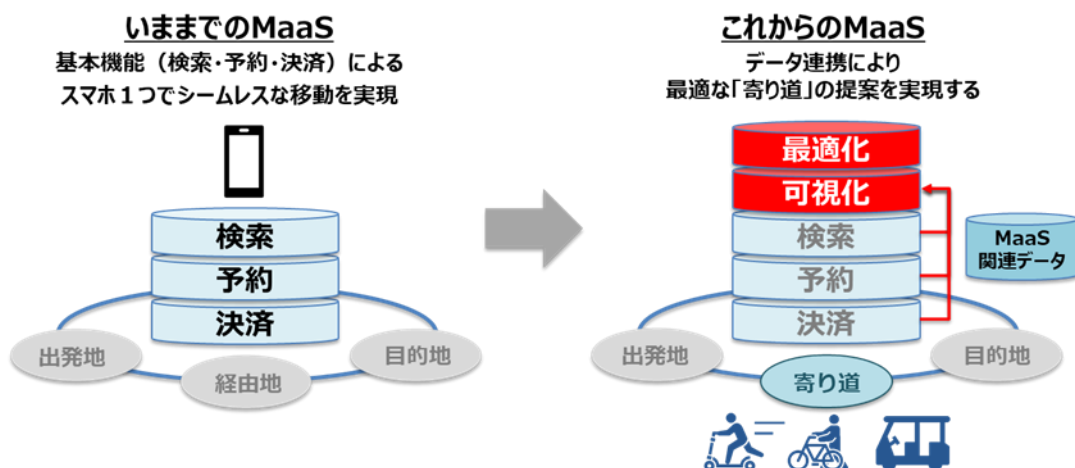 いままでのMaaS
基本機能（検索・予約・決済）による
スマホ１つでシームレスな移動を実現
検索
予約
決済
出発地
経由地
目的地
これからのMaaS
データ連携により
最適な「寄り道」の提案を実現する
最適化
可視化
検索
予約
決済
MaaS
関連データ
出発地
寄り道
目的地